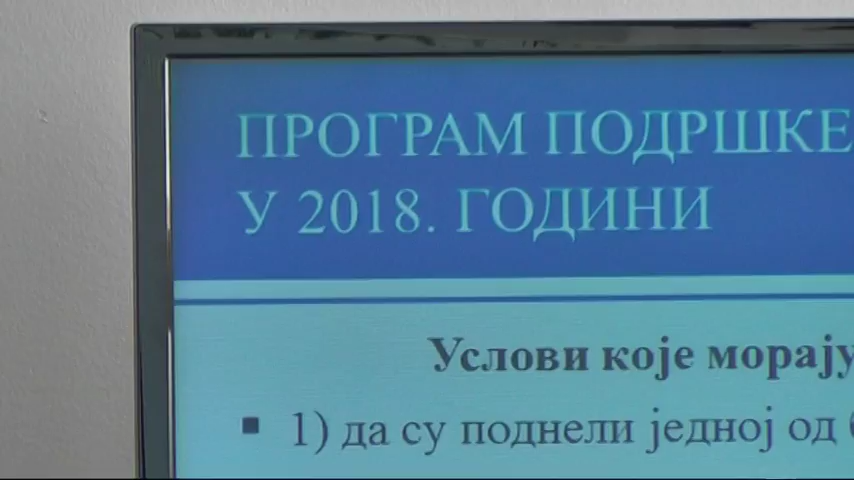 ПРОГРАМ ПОДРШКЕ
У 2018. ГОДИНИ
Услови које морају
▪ 1) да су поднели једној од